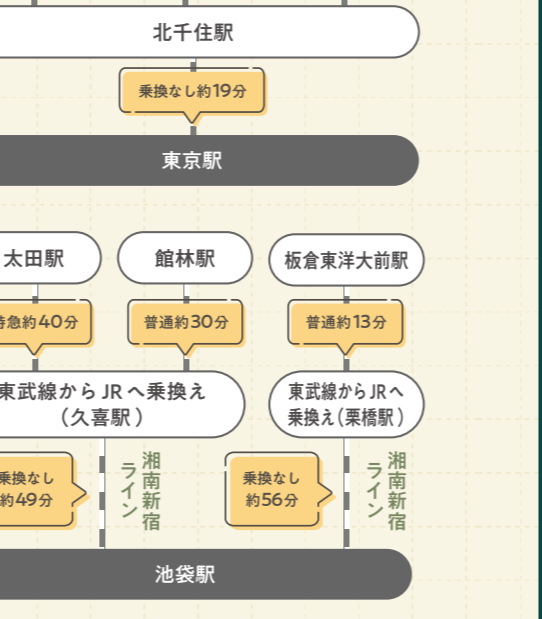 北千住駅
乗換なし約19分
東京駅
太田駅
館林駅
板倉東洋大前駅
特急約40分
普通約30分
普通約13分
東武線からJRへ乗換え
（久喜駅）
東武線からJRへ
乗換え（栗橋駅）
乗換なし
約49分
湘南新宿
ライン
乗換なし
約56分
湘南新宿
ライン
池袋駅